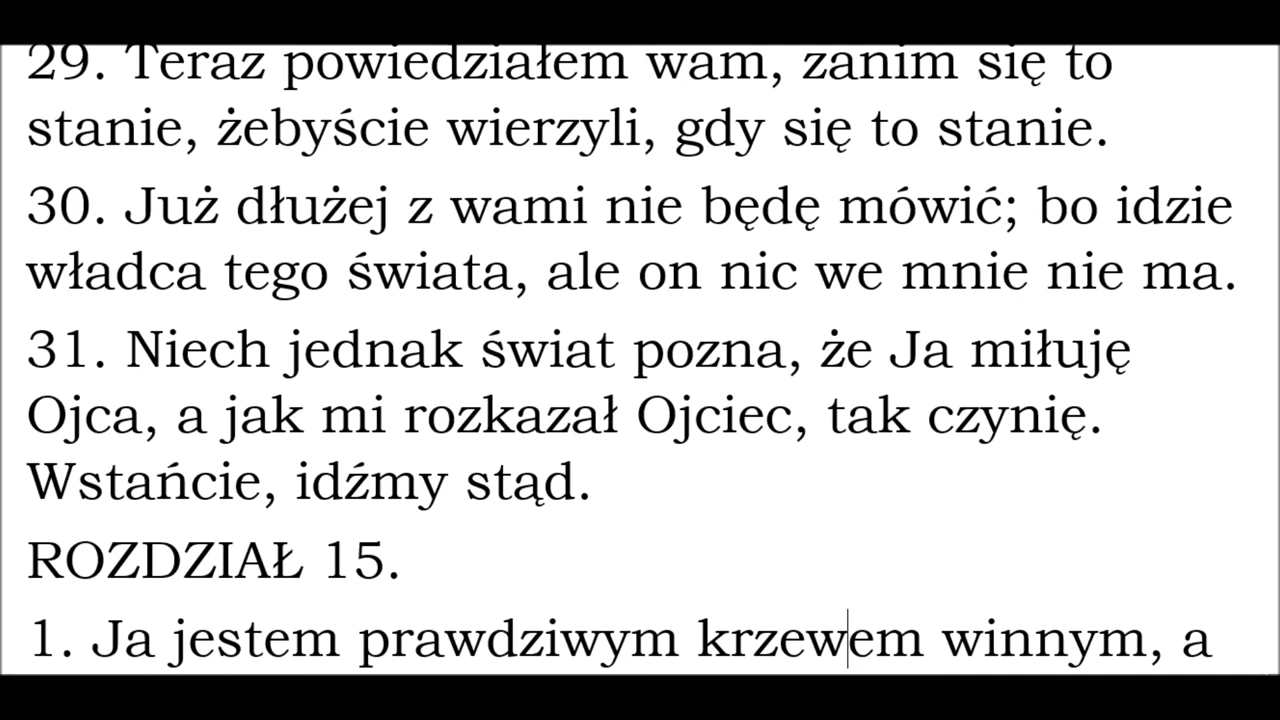 29. Teraz powiedziałem wam, zanim się to
stanie, żebyście wierzyli, gdy się to stanie.
30. Już dłużej z wami nie będę mówić; bo idzie
władca tego świata, ale on nic we mnie nie ma.
31. Niech jednak świat pozna, że Ja miłuję
Ojca, a jak mi rozkazał Ojciec, tak czynię.
Wstańcie, idźmy stąd.
ROZDZIAŁ 15.
1. Ja jestem prawdziwym krzewem winnym, a